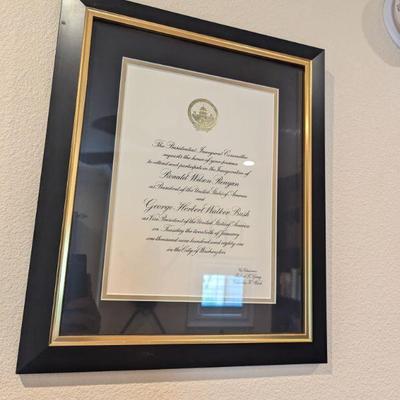 The Presidential Inaugural Committee
requests the honor of your presence
to attend and participate in the Inauguration of
Ronald Wilson Reagan
as President of the United States of America
and
George Herbert Walker Bush
as Vice President of the United States of America
on Tuesday the twentieth of January
one thousand nine hundred and eighty one
in the City of Washington